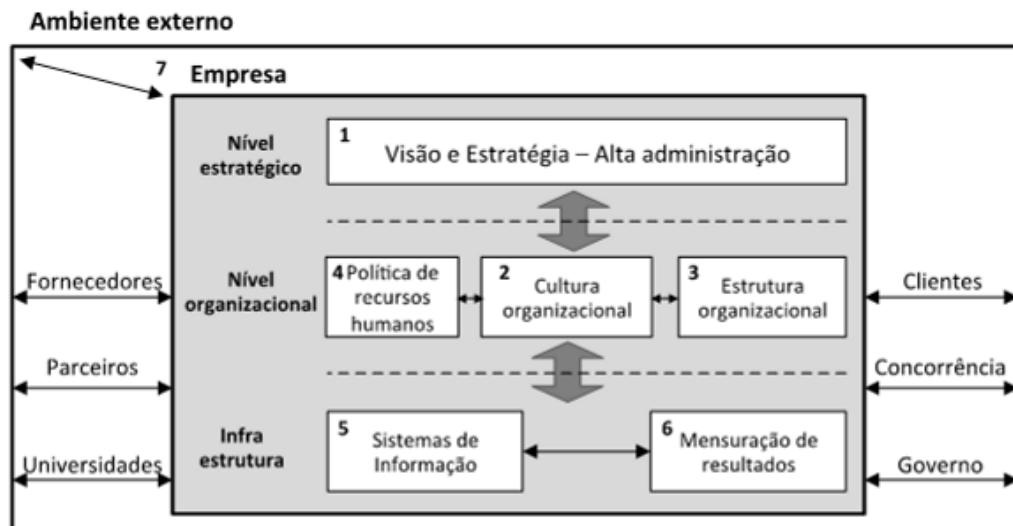 Ambiente externo
7
Empresa
Nível
estratégico
1
Visão e Estratégia – Alta administração
Fornecedores
Nível
organizacional
4 Política de
recursos
humanos
2
Cultura
organizacional
3
Estrutura
organizacional
Clientes
Parceiros
Concorrência
Infra
estrutura
5
Sistemas de
Informação
6
Mensuração de
resultados
Universidades
Governo